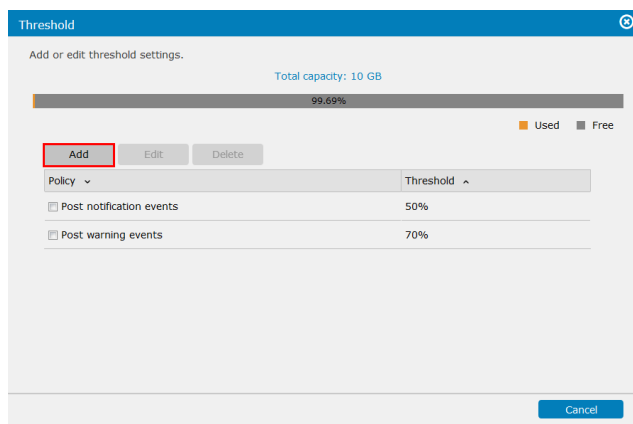 Threshold
Add or edit threshold settings.
Total capacity: 10 GB
99.69%
Used Free
Add Edit Delete
Policy Threshold
Post notification events 50%
Post warning events 70%
Cancel